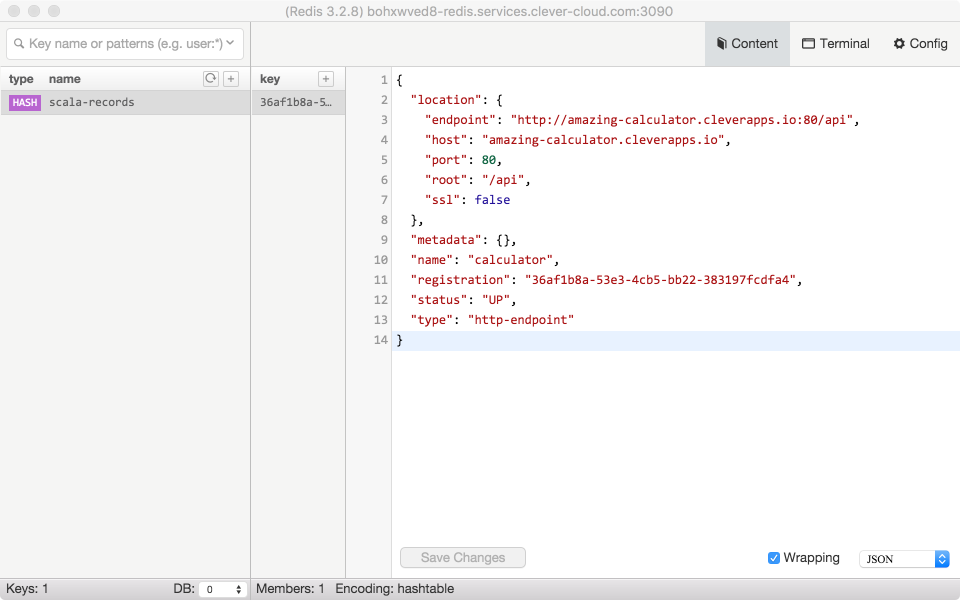 (Redis 3.2.8) bohxwved8-redis.services.clever-cloud.com:3090
Key name or patterns (e.g. user:*)
Content Terminal Config
type name
key
HASH scala-records
36af1b8a-5...
1 {
2 "location": {
3 "endpoint": "http://amazing-calculator.cleverapps.io:80/api",
4 "host": "amazing-calculator.cleverapps.io",
5 "port": 80,
6 "root": "/api",
7 "ssl": false
8 },
9 "metadata": {},
10 "name": "calculator",
11 "registration": "36af1b8a-53e3-4cb5-bb22-383197fcdfa4",
12 "status": "UP",
13 "type": "http-endpoint"
14 }
Save Changes
Wrapping
JSON
Keys: 1 DB: 0 Members: 1 Encoding: hashtable